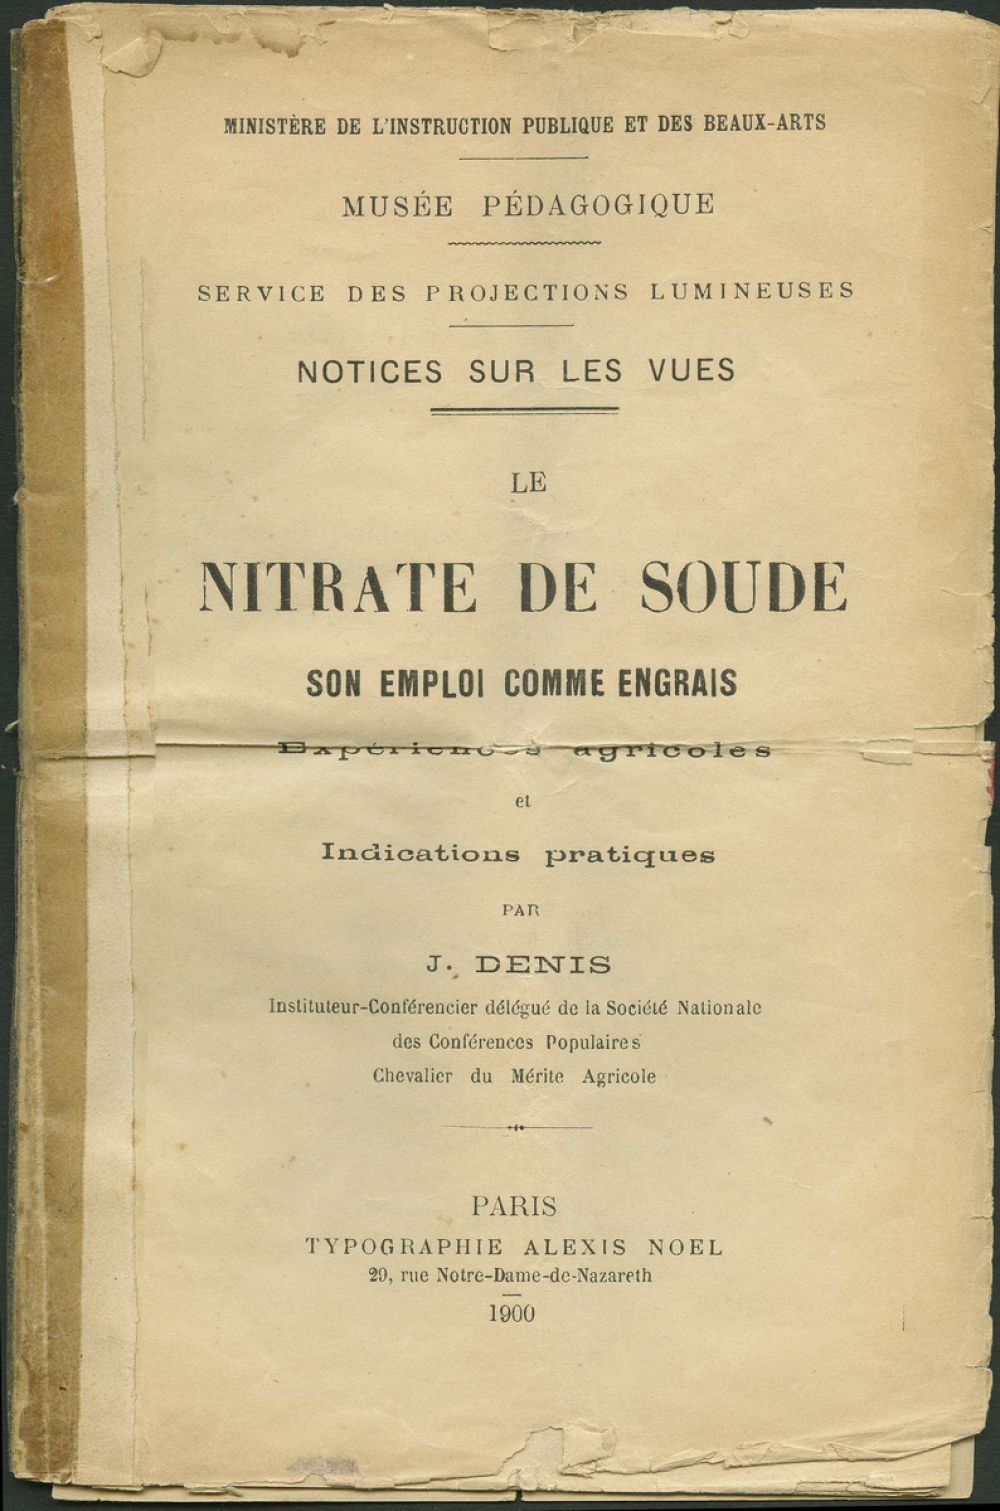 MINISTÈRE DE L'INSTRUCTION PUBLIQUE ET DES BEAUX-ARTS
MUSÉE PÉDAGOGIQUE
SERVICE DES PROJECTIONS LUMINEUSES
NOTICES SUR LES VUES
LE
NITRATE DE SOUDE
SON EMPLOI COMME ENGRAIS
Expériences agricoles
et
Indications pratiques
PAR
J. DENIS
Instituteur-Conférencier délégué de la Société Nationale
des Conférences Populaires
Chevalier du Mérite Agricole
PARIS
TYPOGRAPHIE ALEXIS NOEL
29, rue Notre-Dame-de-Nazareth
1900